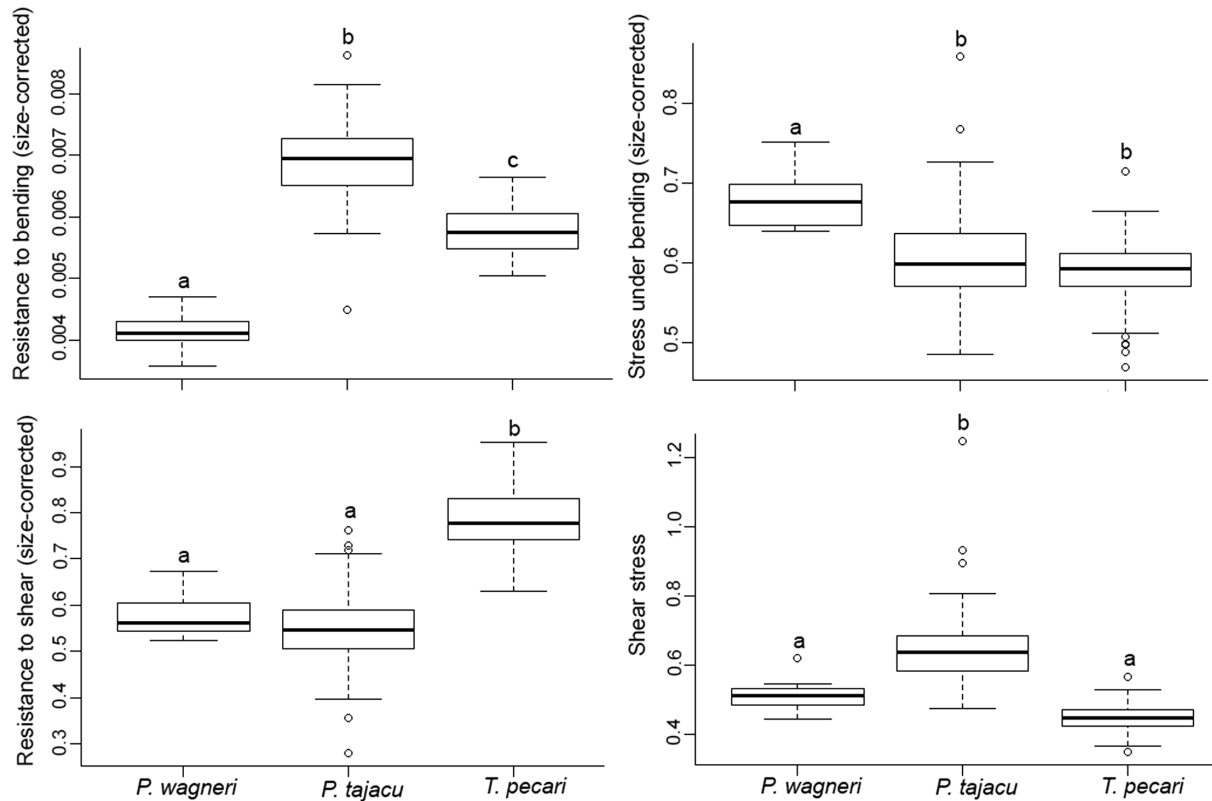 Resistance to bending (size-corrected)
0.008
0.007
0.006
0.005
0.004
a
b
c
Stress under bending (size-corrected)
0.8
0.7
0.6
0.5
a
b
b
Resistance to shear (size-corrected)
0.9
0.8
0.7
0.6
0.5
0.4
0.3
a
a
b
P. wagneri
P. tajacu
T. pecari
Shear stress
1.2
1.0
0.8
0.6
0.4
a
b
a
P. wagneri
P. tajacu
T. pecari